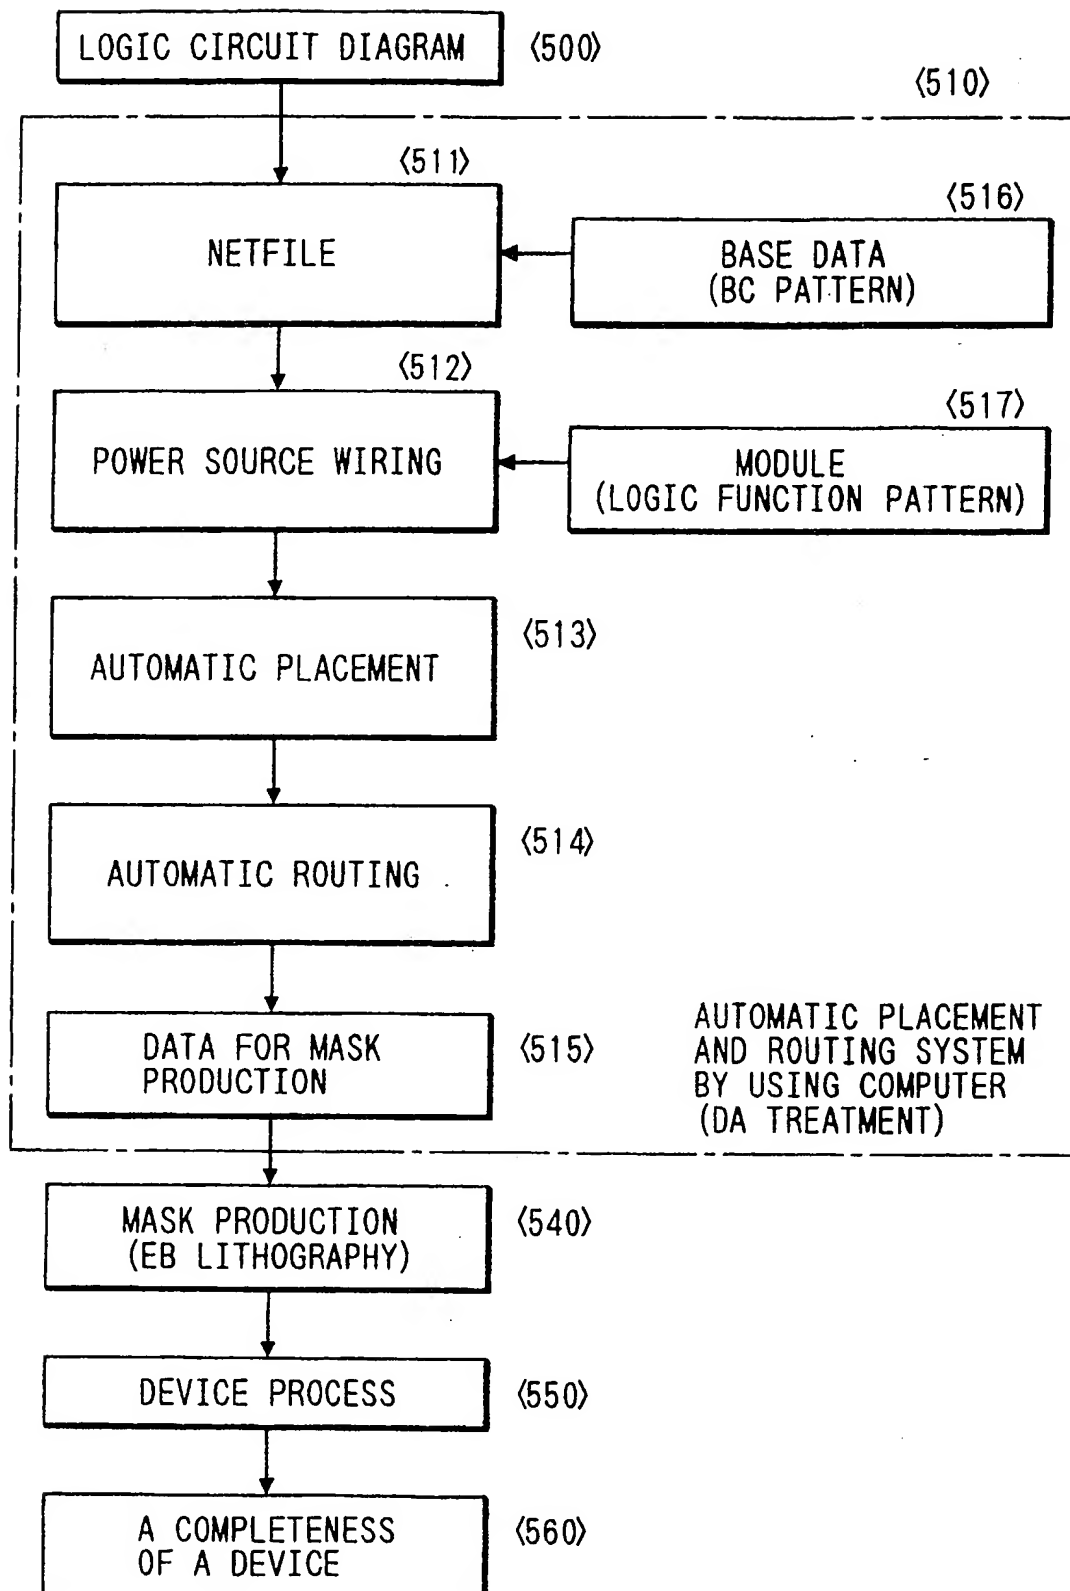 LOGIC CIRCUIT DIAGRAM
⟨500⟩
⟨510⟩
⟨511⟩
NETFILE
⟨516⟩
BASE DATA
(BC PATTERN)
⟨512⟩
POWER SOURCE WIRING
⟨517⟩
MODULE
(LOGIC FUNCTION PATTERN)
⟨513⟩
AUTOMATIC PLACEMENT
⟨514⟩
AUTOMATIC ROUTING
⟨515⟩
DATA FOR MASK
PRODUCTION
AUTOMATIC PLACEMENT
AND ROUTING SYSTEM
BY USING COMPUTER
(DA TREATMENT)
MASK PRODUCTION
(EB LITHOGRAPHY)
⟨540⟩
DEVICE PROCESS
⟨550⟩
A COMPLETENESS
OF A DEVICE
⟨560⟩